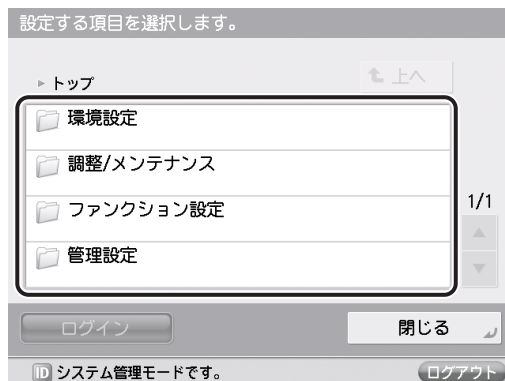 設定する項目を選択します。
トップ
上へ
環境設定
調整/メンテナンス
ファンクション設定
1/1
管理設定
ログイン
閉じる
ID システム管理モードです。
ログアウト